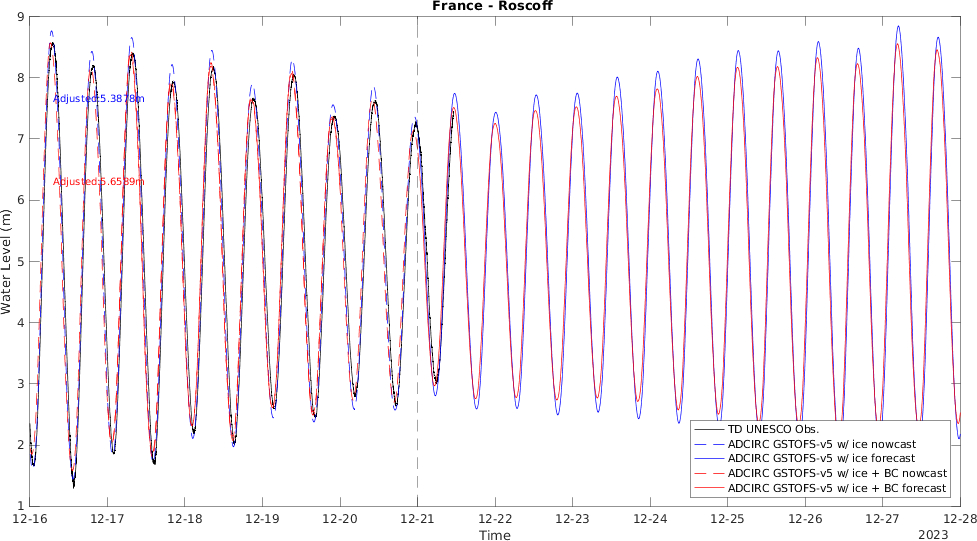 France - Roscoff
9
8
7
6
5
4
3
2
1
Water Level (m)
Adjusted:5.3878m
Adjusted:5.6589m
TD UNESCO Obs.
ADCIRC GSTOFS-v5 w/ ice nowcast
ADCIRC GSTOFS-v5 w/ ice forecast
ADCIRC GSTOFS-v5 w/ ice + BC nowcast
ADCIRC GSTOFS-v5 w/ ice + BC forecast
12-16 12-17 12-18 12-19 12-20 12-21 12-22 12-23 12-24 12-25 12-26 12-27 12-28
Time
2023